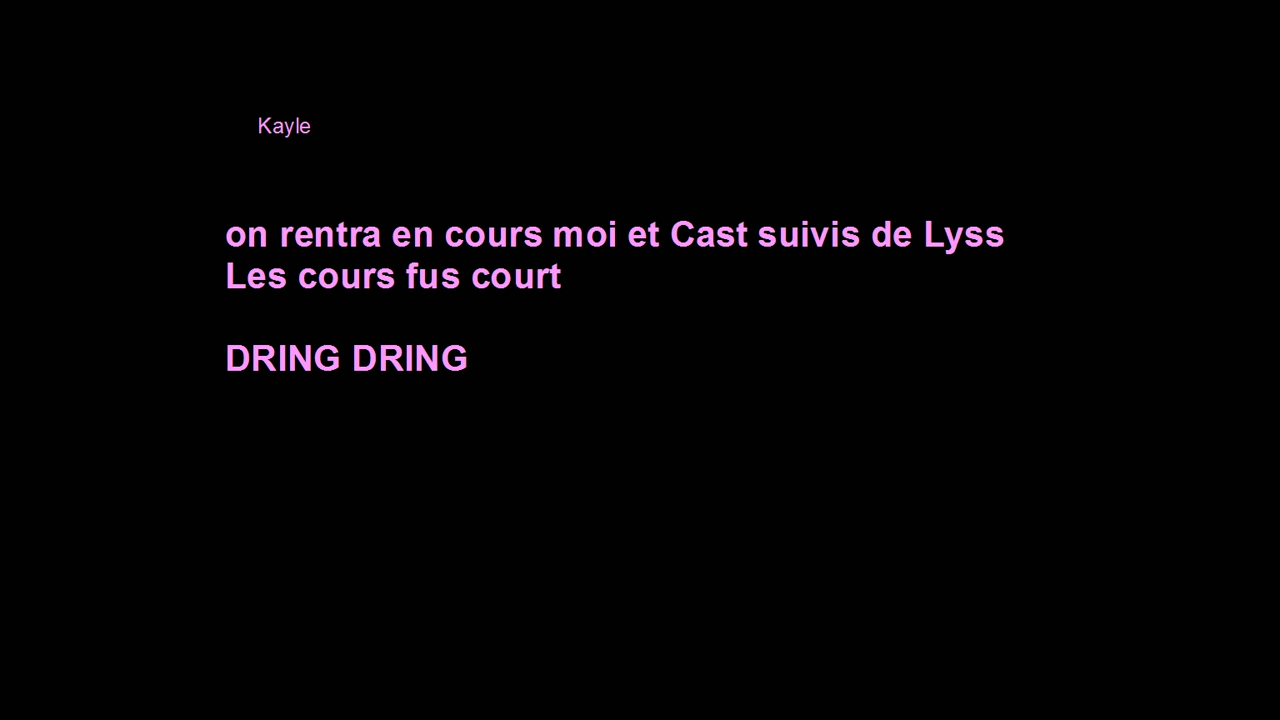 Kayle
on rentra en cours moi et Cast suivis de Lyss
Les cours fus court
DRING DRING